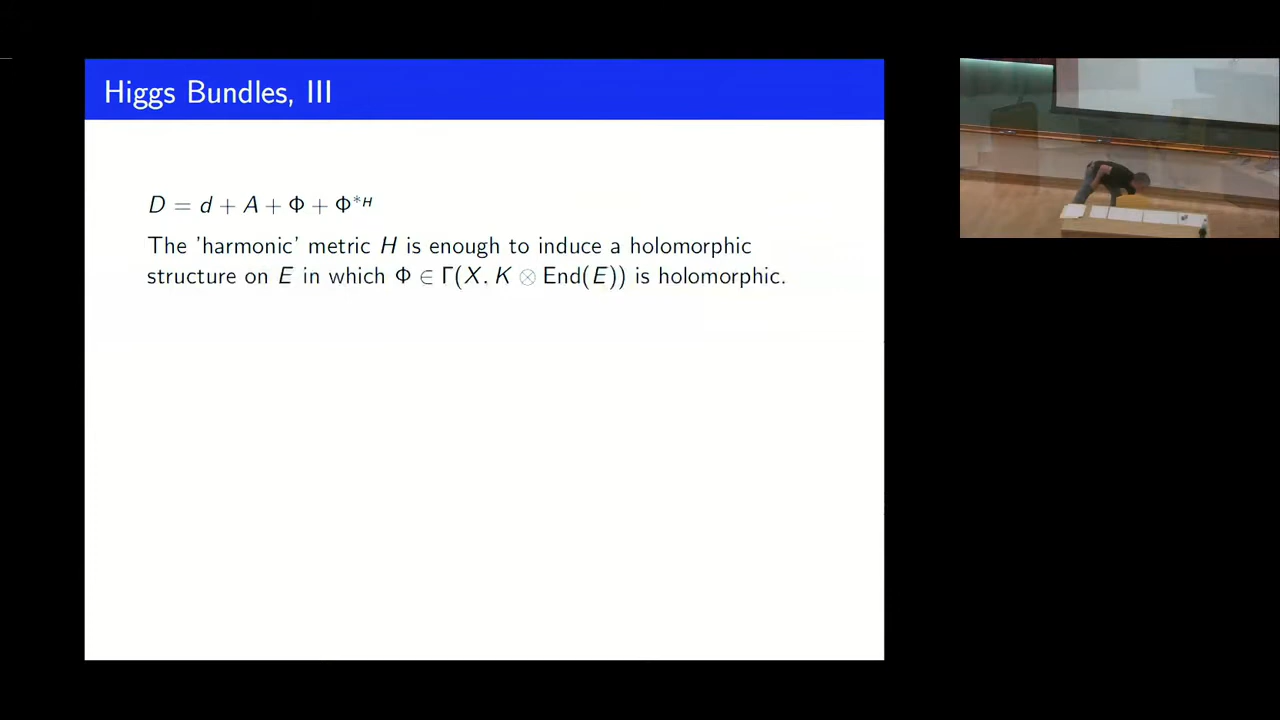 Higgs Bundles, III
D = d + A + Φ + Φ*ᴴ
The 'harmonic' metric H is enough to induce a holomorphic
structure on E in which Φ ∈ Γ(X. K ⊗ End(E)) is holomorphic.